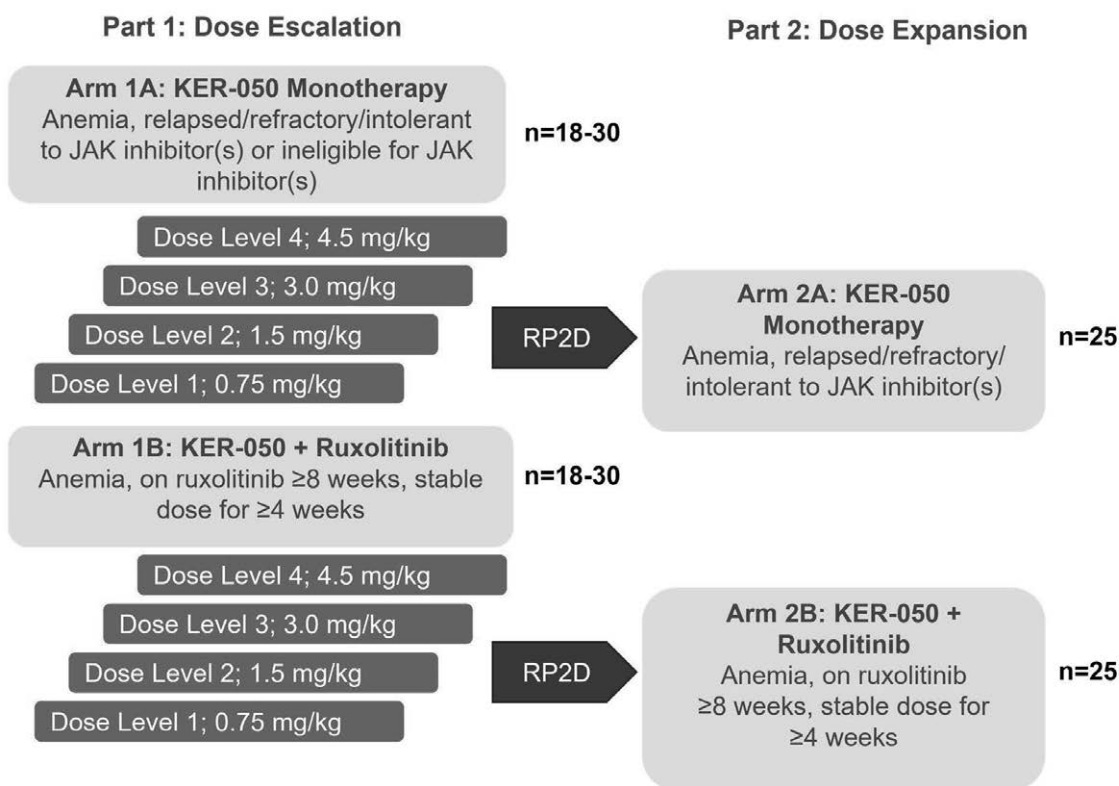 Part 1: Dose Escalation
Part 2: Dose Expansion
Arm 1A: KER-050 Monotherapy
Anemia, relapsed/refractory/intolerant
to JAK inhibitor(s) or ineligible for JAK
inhibitor(s)
n=18-30
Dose Level 4; 4.5 mg/kg
Dose Level 3; 3.0 mg/kg
Dose Level 2; 1.5 mg/kg
Dose Level 1; 0.75 mg/kg
RP2D
Arm 2A: KER-050
Monotherapy
Anemia, relapsed/refractory/
intolerant to JAK inhibitor(s)
n=25
Arm 1B: KER-050 + Ruxolitinib
Anemia, on ruxolitinib ≥8 weeks, stable
dose for ≥4 weeks
n=18-30
Dose Level 4; 4.5 mg/kg
Dose Level 3; 3.0 mg/kg
Dose Level 2; 1.5 mg/kg
Dose Level 1; 0.75 mg/kg
RP2D
Arm 2B: KER-050 +
Ruxolitinib
Anemia, on ruxolitinib
≥8 weeks, stable dose for
≥4 weeks
n=25